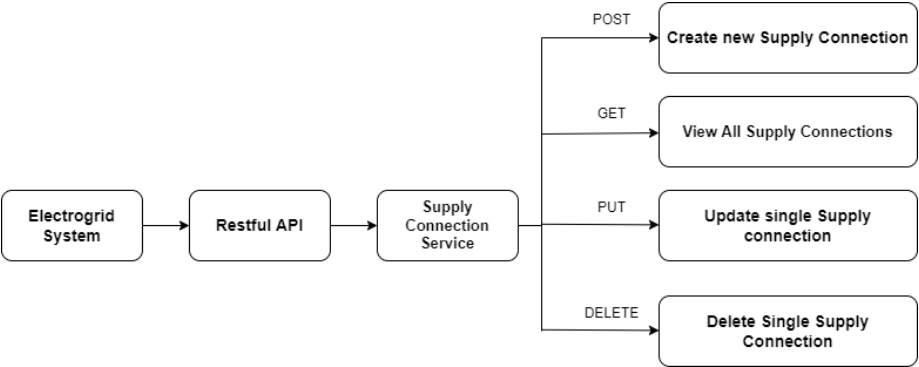 POST
Create new Supply Connection
GET
View All Supply Connections
Electrogrid
System
Restful API
Supply
Connection
Service
PUT
Update single Supply
connection
DELETE
Delete Single Supply
Connection